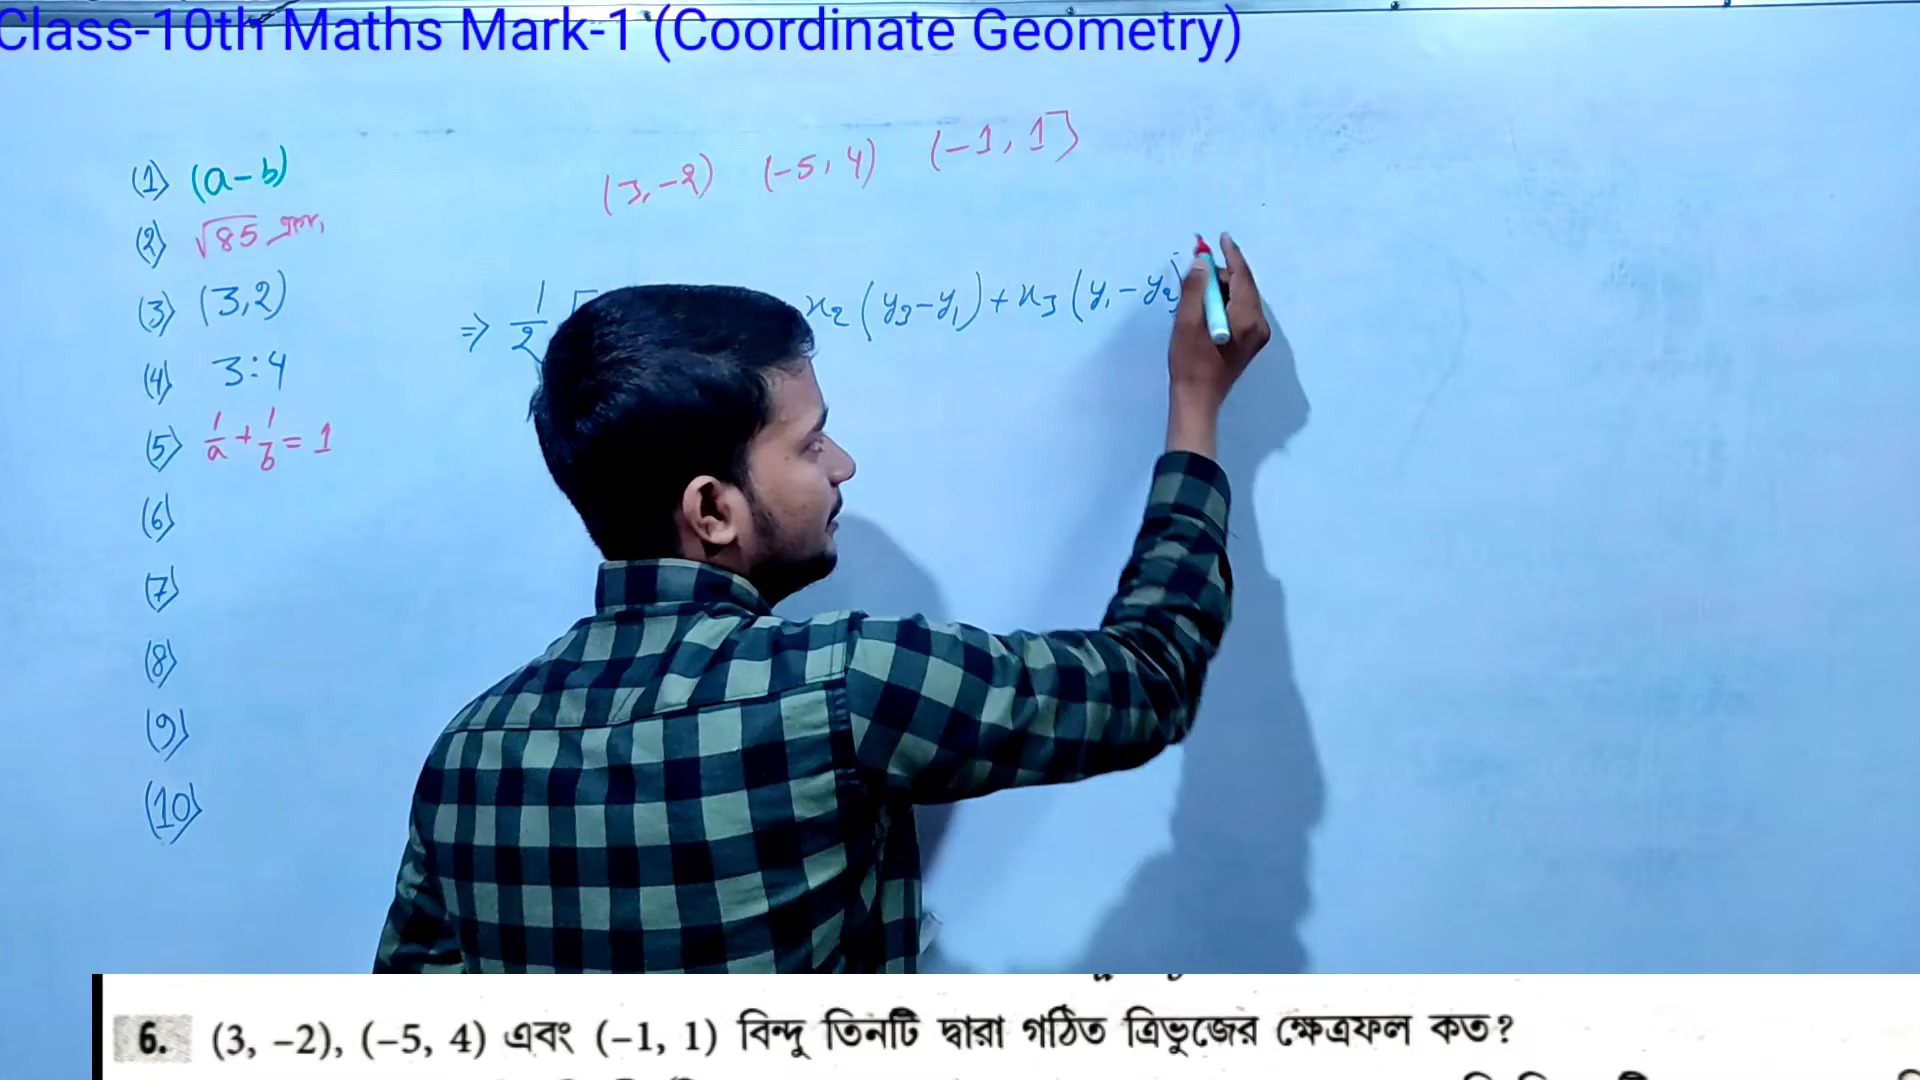 Class-10th Maths Mark-1 (Coordinate Geometry)
(3,-2) (-5,4) (-1,1)
(1) (a-b)
(2) √85
(3) (3,2)
(4) 3:4
(5) 1/a + 1/b = 1
(6)
(7)
(8)
(9)
(10)
⇒ 1/2 [ x₂(y₃-y₁)+x₃(y₁-y₂)
6. (3, –2), (–5, 4) এবং (–1, 1) বিন্দু তিনটি দ্বারা গঠিত ত্রিভুজের ক্ষেত্রফল কত?